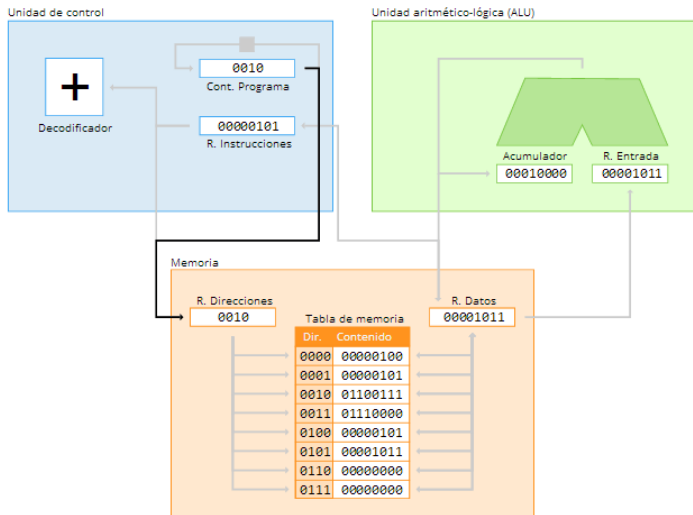 Unidad de control
Unidad aritmético-lógica (ALU)
+
Decodificador
0010
Cont. Programa
00000101
R. Instrucciones
Acumulador
00010000
R. Entrada
00001011
Memoria
R. Direcciones
0010
Tabla de memoria
R. Datos
00001011
Dir. Contenido
0000 00000100
0001 00000101
0010 01100111
0011 01110000
0100 00000101
0101 00001011
0110 00000000
0111 00000000